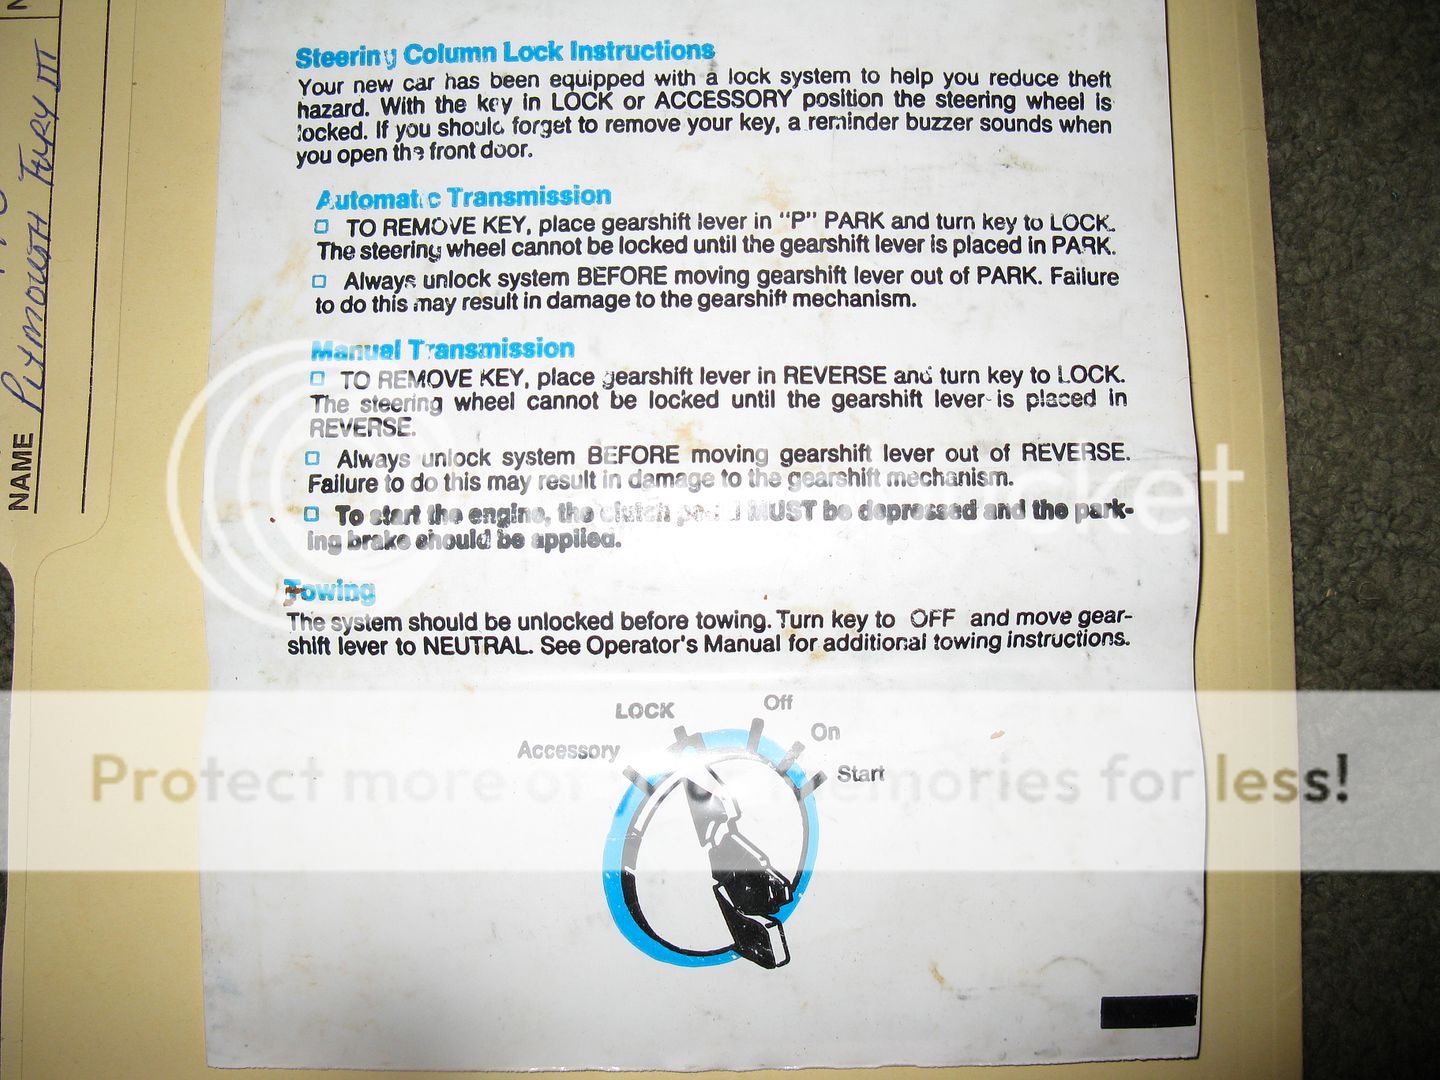 Steering Column Lock Instructions
Your new car has been equipped with a lock system to help you reduce theft
hazard. With the key in LOCK or ACCESSORY position the steering wheel is
locked. If you should forget to remove your key, a reminder buzzer sounds when
you open the front door.
Automatic Transmission
TO REMOVE KEY, place gearshift lever in “P” PARK and turn key to LOCK.
The steering wheel cannot be locked until the gearshift lever is placed in PARK.
Always unlock system BEFORE moving gearshift lever out of PARK. Failure
to do this may result in damage to the gearshift mechanism.
Manual Transmission
TO REMOVE KEY, place gearshift lever in REVERSE and turn key to LOCK.
The steering wheel cannot be locked until the gearshift lever is placed in
REVERSE.
Always unlock system BEFORE moving gearshift lever out of REVERSE.
Failure to do this may result in damage to the gearshift mechanism.
To start the engine, the clutch pedal MUST be depressed and the park-
ing brake should be applied.
Towing
The system should be unlocked before towing. Turn key to OFF and move gear-
shift lever to NEUTRAL. See Operator's Manual for additional towing instructions.
LOCK
Off
Accessory
On
Start
Protect more of your memories for less!
NAME PLYMOUTH FURY III